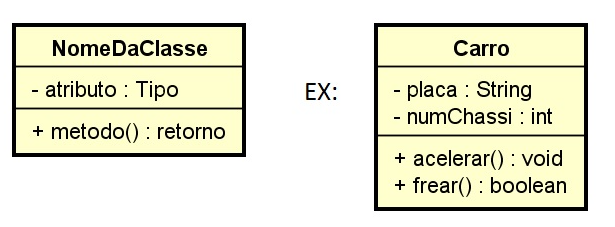 NomeDaClasse
- atributo : Tipo
+ metodo() : retorno
EX:
Carro
- placa : String
- numChassi : int
+ acelerar() : void
+ frear() : boolean